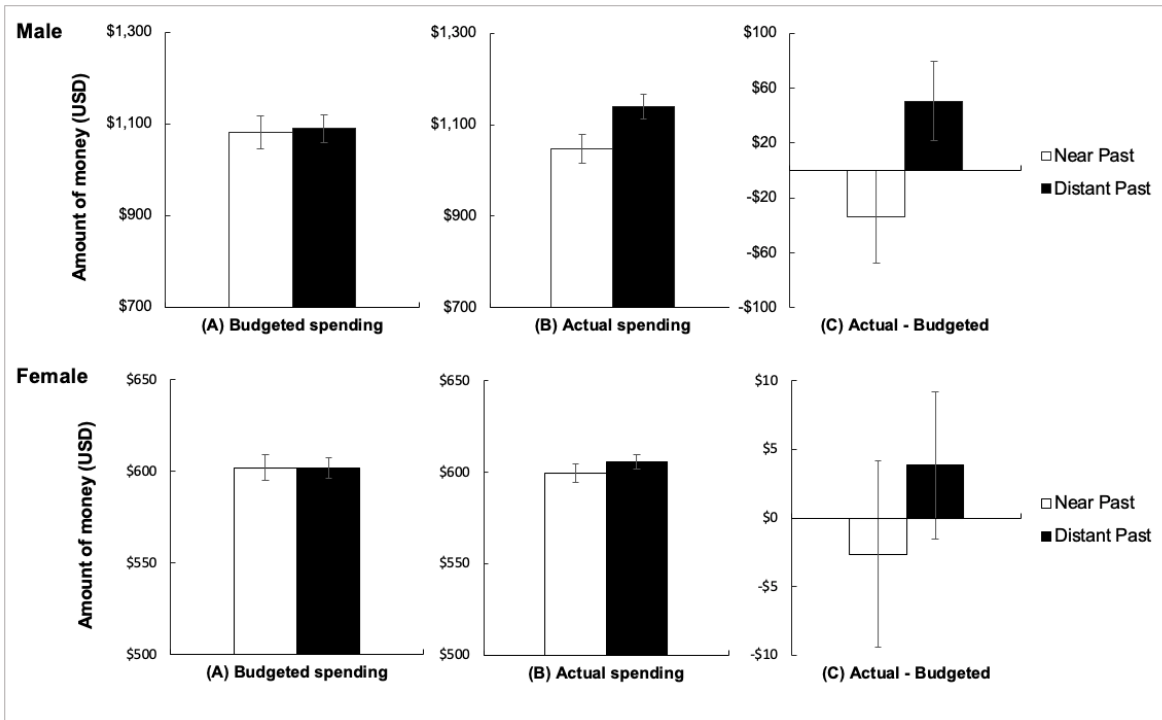 Male
Amount of money (USD)
$1,300
$1,100
$900
$700
(A) Budgeted spending
$1,300
$1,100
$900
$700
(B) Actual spending
$100
$60
$20
-$20
-$60
-$100
(C) Actual - Budgeted
Near Past
Distant Past
Female
Amount of money (USD)
$650
$600
$550
$500
(A) Budgeted spending
$650
$600
$550
$500
(B) Actual spending
$10
$5
$0
-$5
-$10
(C) Actual - Budgeted
Near Past
Distant Past